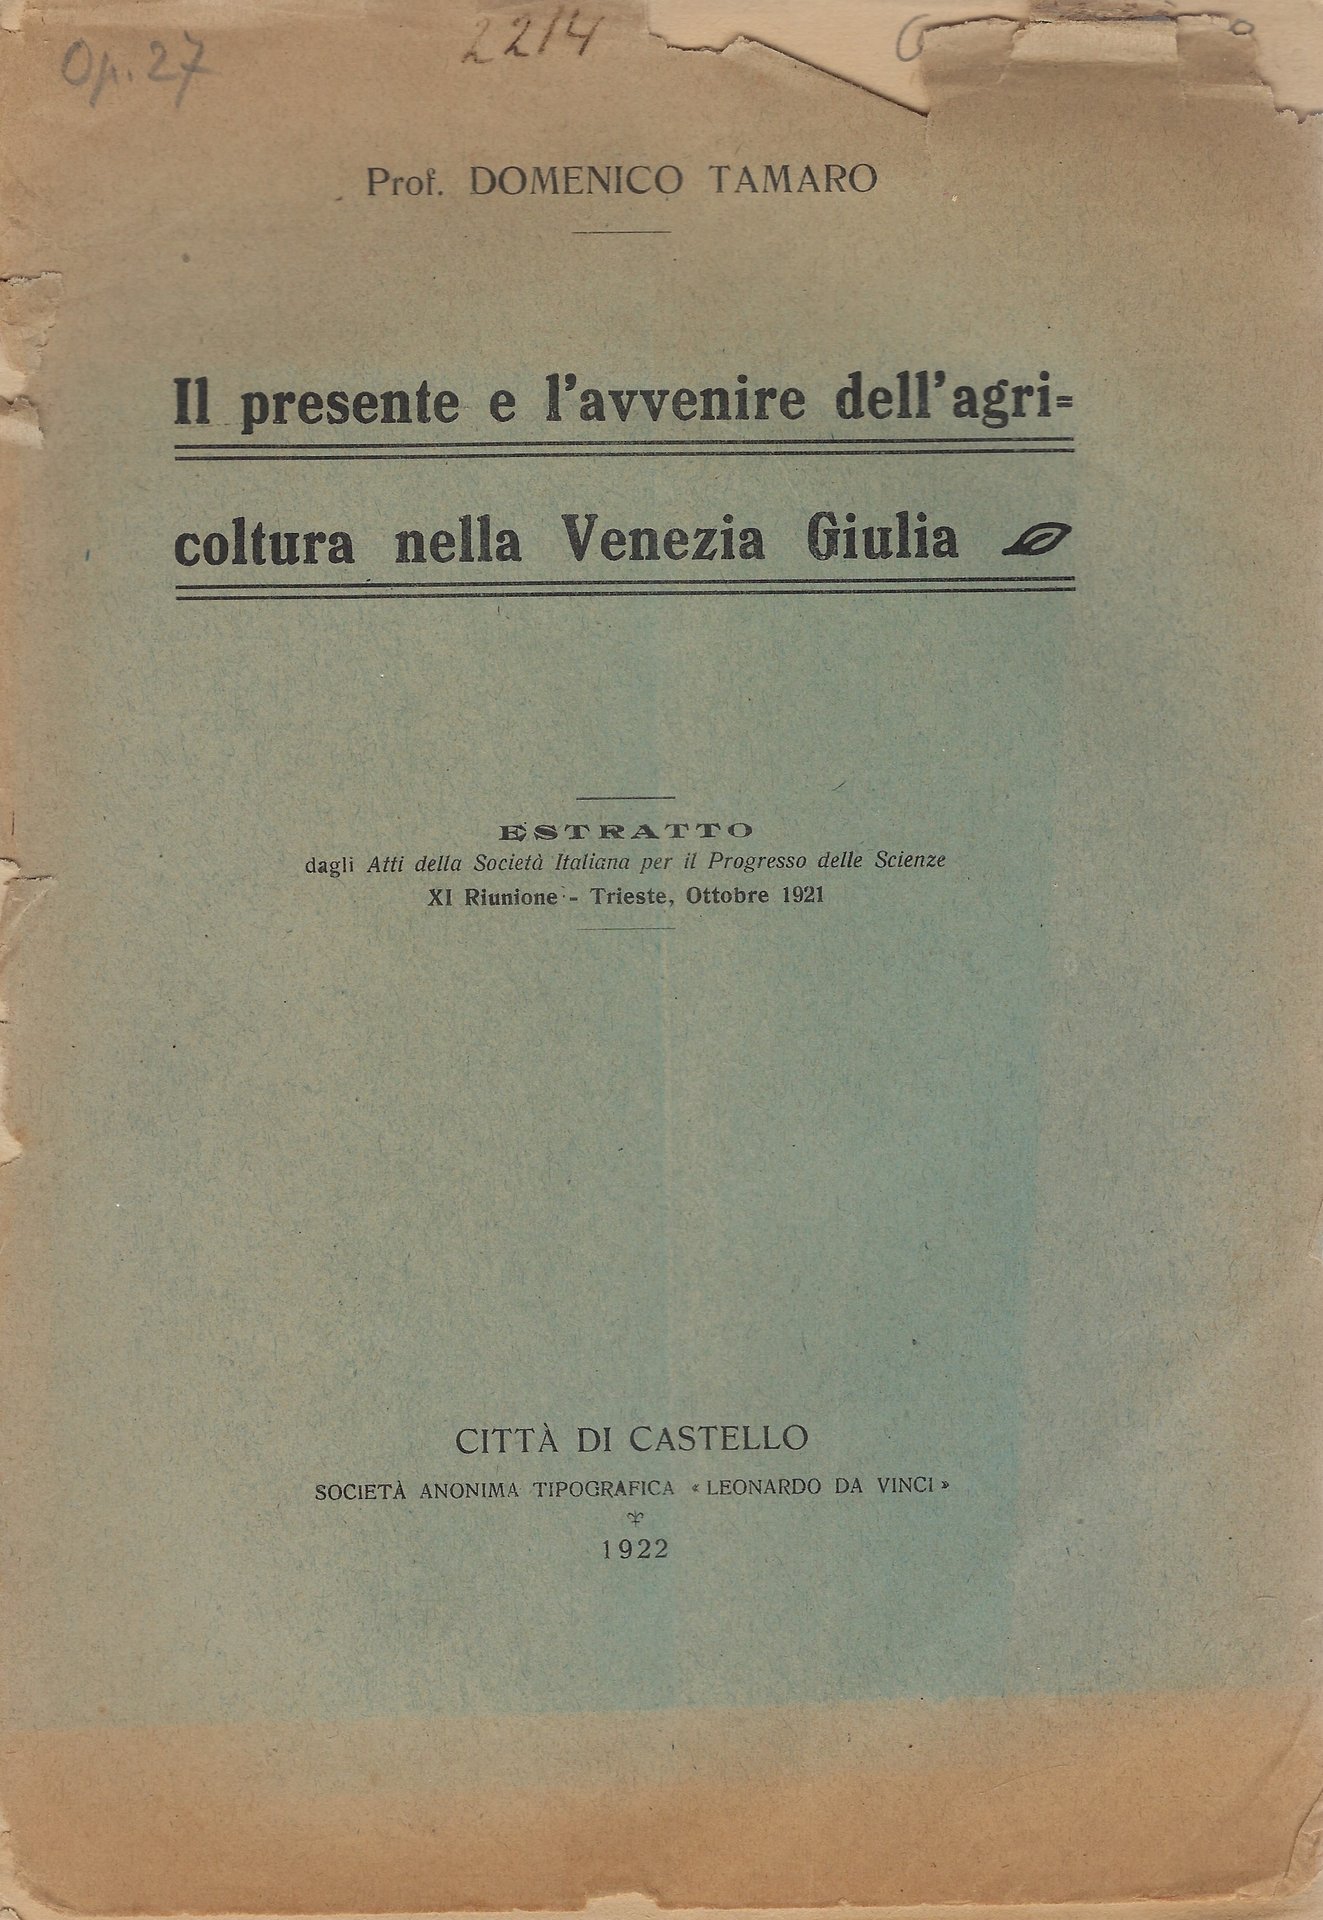 Op. 27
2214
Prof. DOMENICO TAMARO
Il presente e l'avvenire dell'agri=
coltura nella Venezia Giulia
ESTRATTO
dagli Atti della Società Italiana per il Progresso delle Scienze
XI Riunione - Trieste, Ottobre 1921
CITTÀ DI CASTELLO
SOCIETÀ ANONIMA TIPOGRAFICA « LEONARDO DA VINCI »
1922